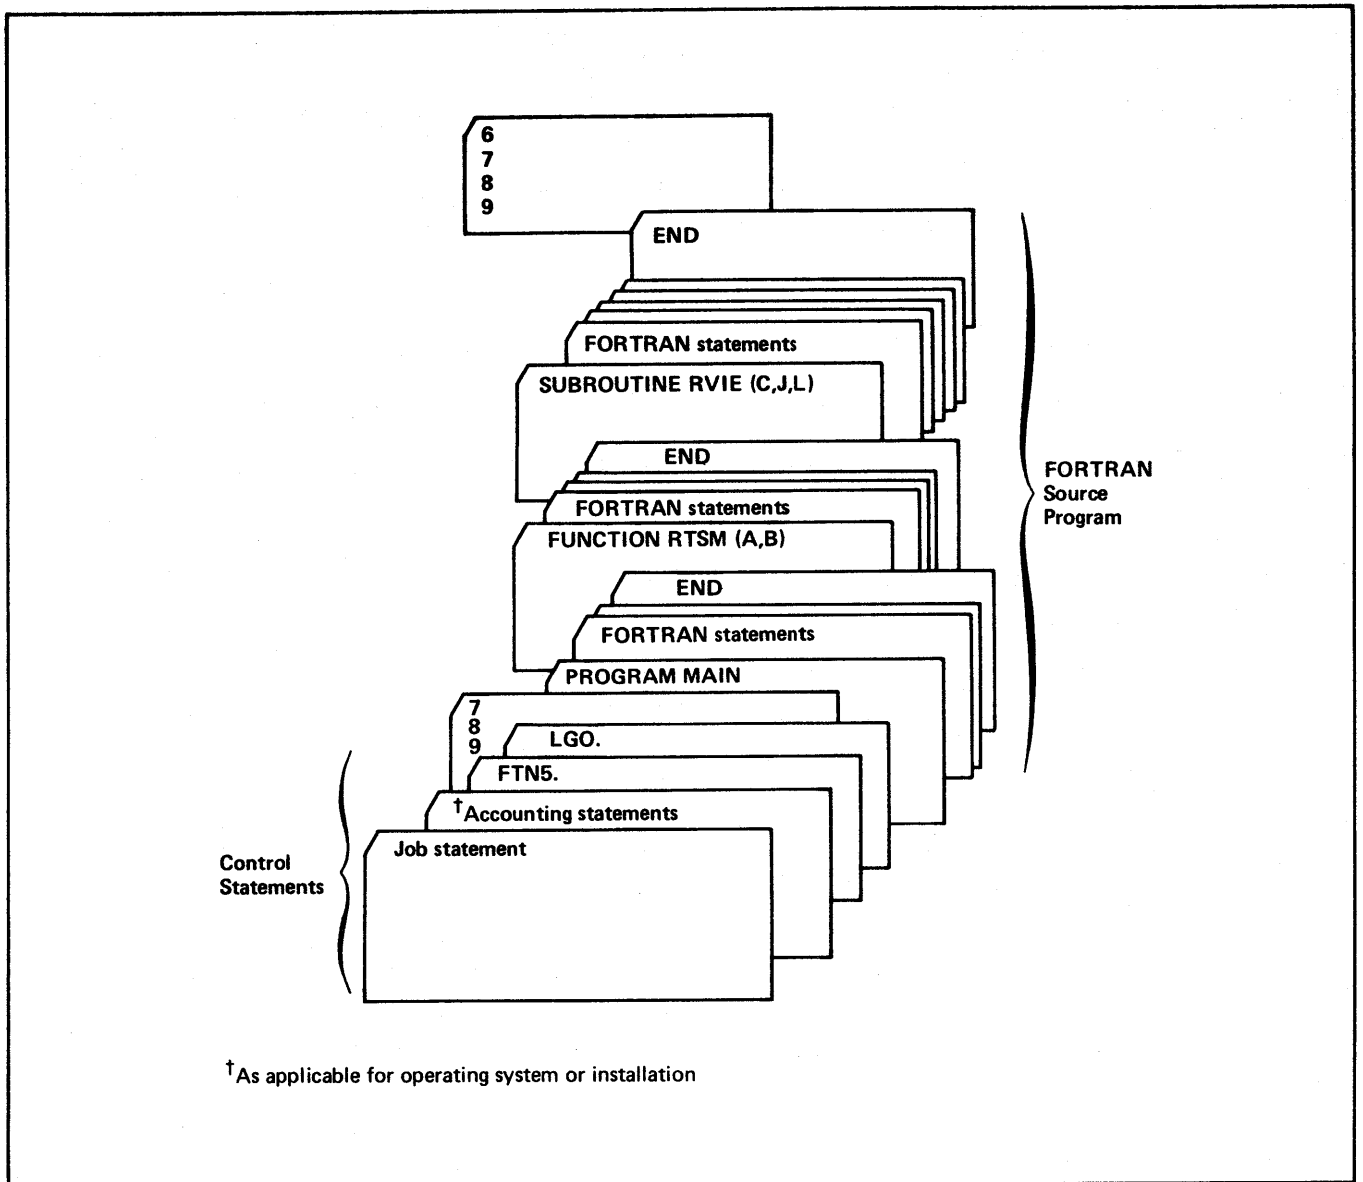 6
7
8
9
END
FORTRAN statements
SUBROUTINE RVIE (C,J,L)
END
FORTRAN statements
FUNCTION RTSM (A,B)
END
FORTRAN statements
PROGRAM MAIN
7
8
9
LGO.
FTN5.
†Accounting statements
Job statement
FORTRAN
Source
Program
Control
Statements
†As applicable for operating system or installation